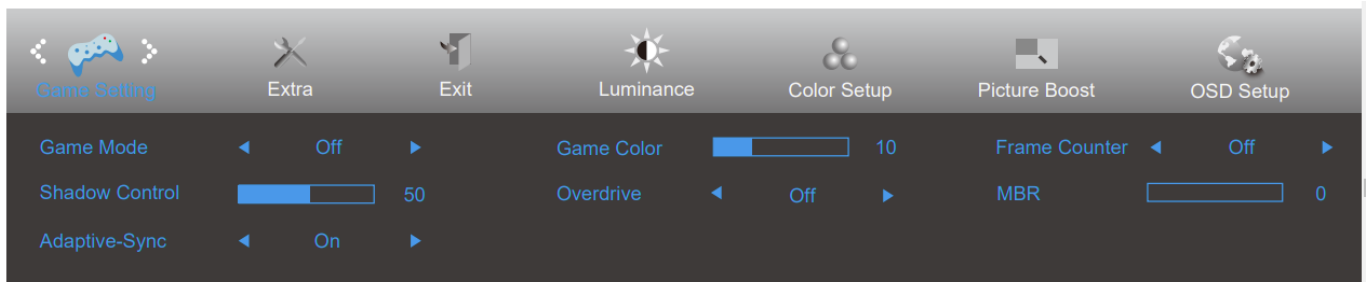 Game Setting Extra Exit Luminance Color Setup Picture Boost OSD Setup
Game Mode Off Game Color 10 Frame Counter Off
Shadow Control 50 Overdrive Off MBR 0
Adaptive-Sync On